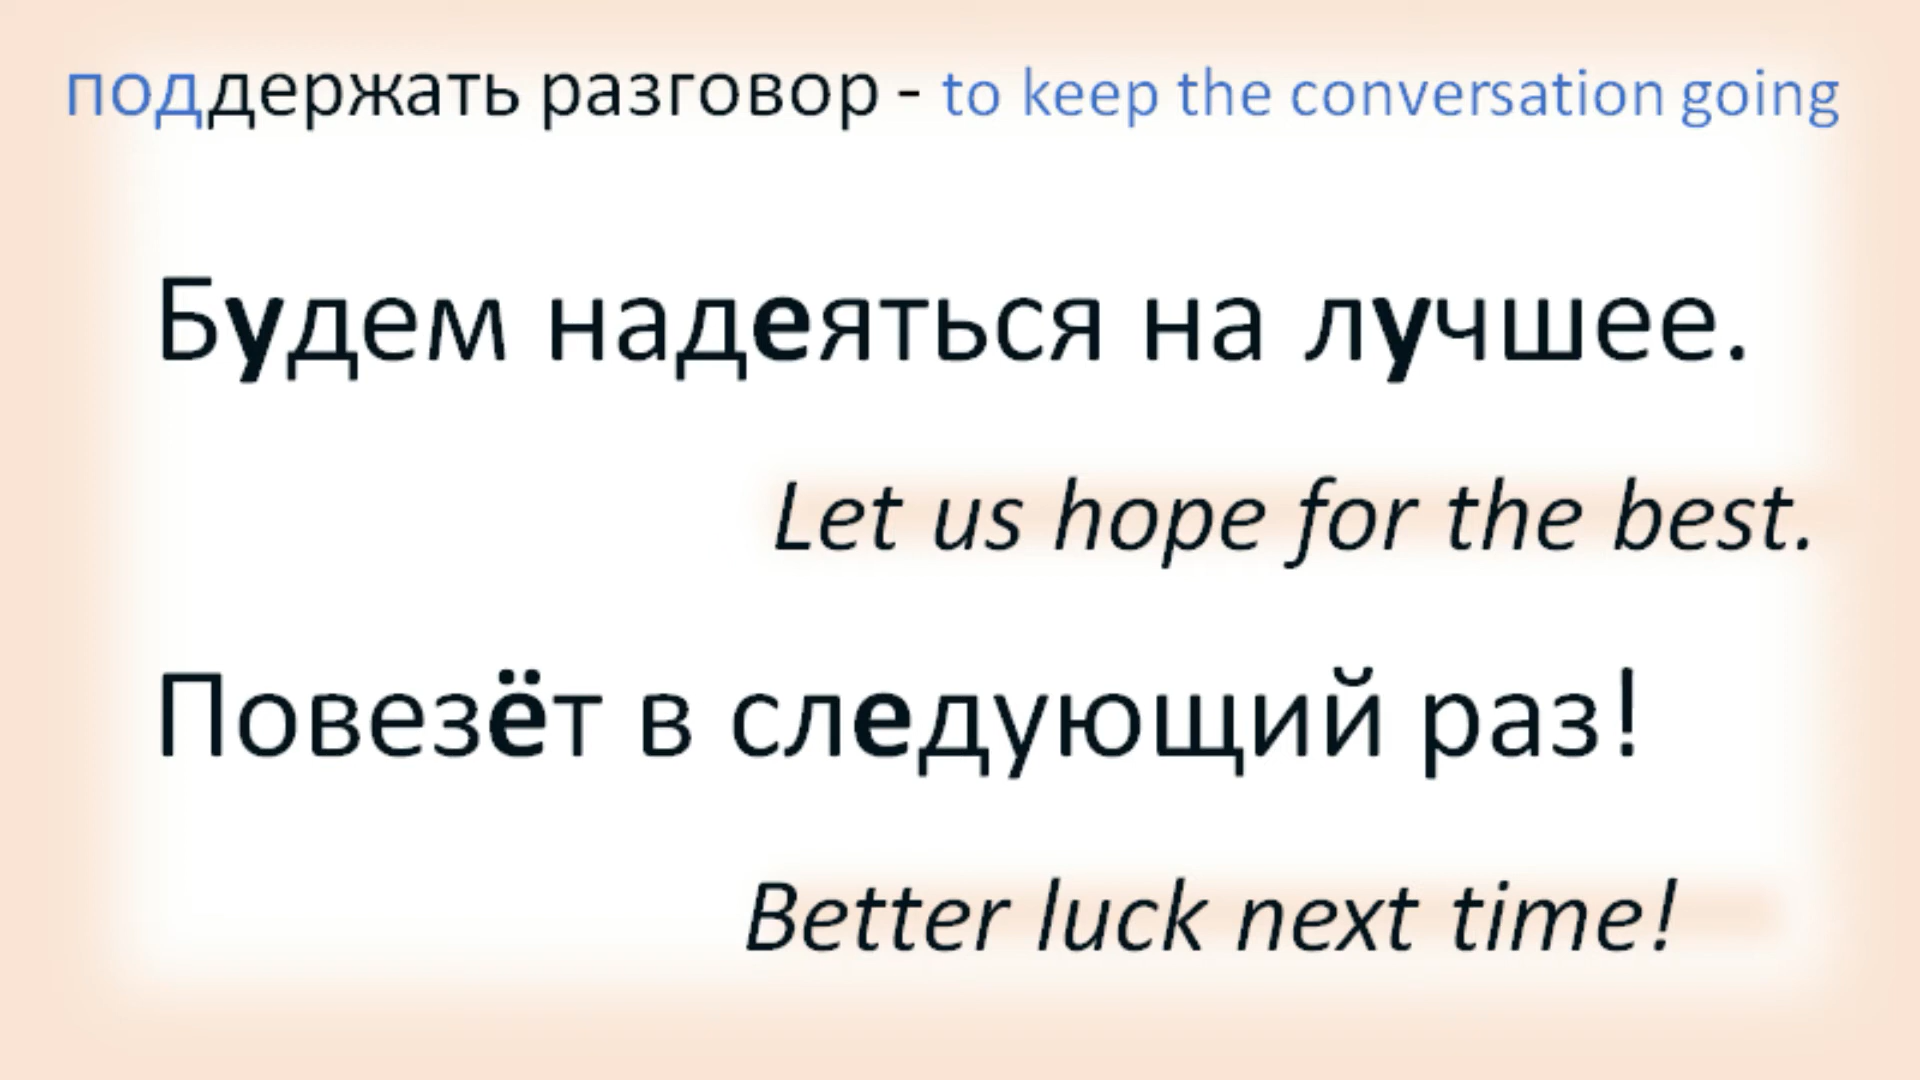 поддержать разговор - to keep the conversation going
Будем надеяться на лучшее.
Let us hope for the best.
Повезёт в следующий раз!
Better luck next time!